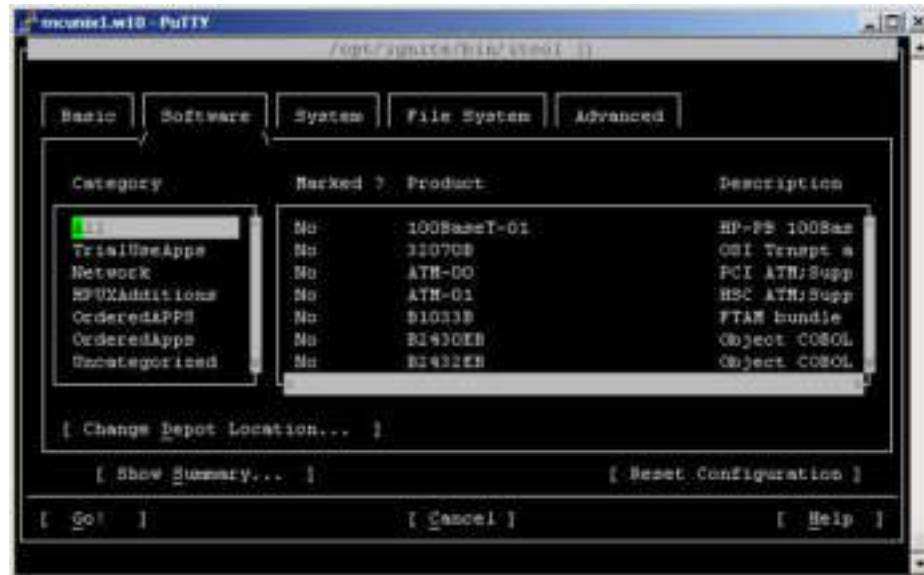 mcunix1.w10 - PuTTY
/opt/ignite/bin/itool ()
Basic Software System File System Advanced
Category Marked ? Product Description
All No 100BaseT-01 HP-PB 100Bas
TrialUseApps No 32070B OSI Trnspt a
Network No ATM-00 PCI ATM;Supp
HPUXAdditions No ATM-01 HSC ATM;Supp
OrderedAPPS No B1033B FTAM bundle
OrderedApps No B2430EB Object COBOL
Uncategorized No B2432EB Object COBOL
[ Change Depot Location... ]
[ Show Summary... ] [ Reset Configuration ]
[ Go! ] [ Cancel ] [ Help ]